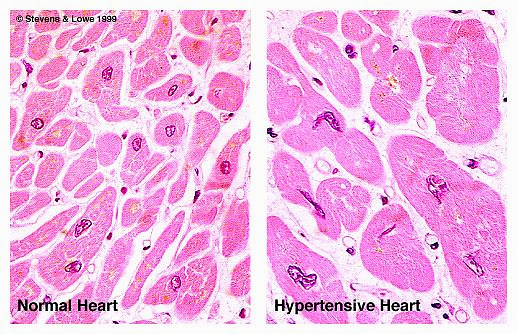 © Stevens & Lowe 1999
Normal Heart
Hypertensive Heart